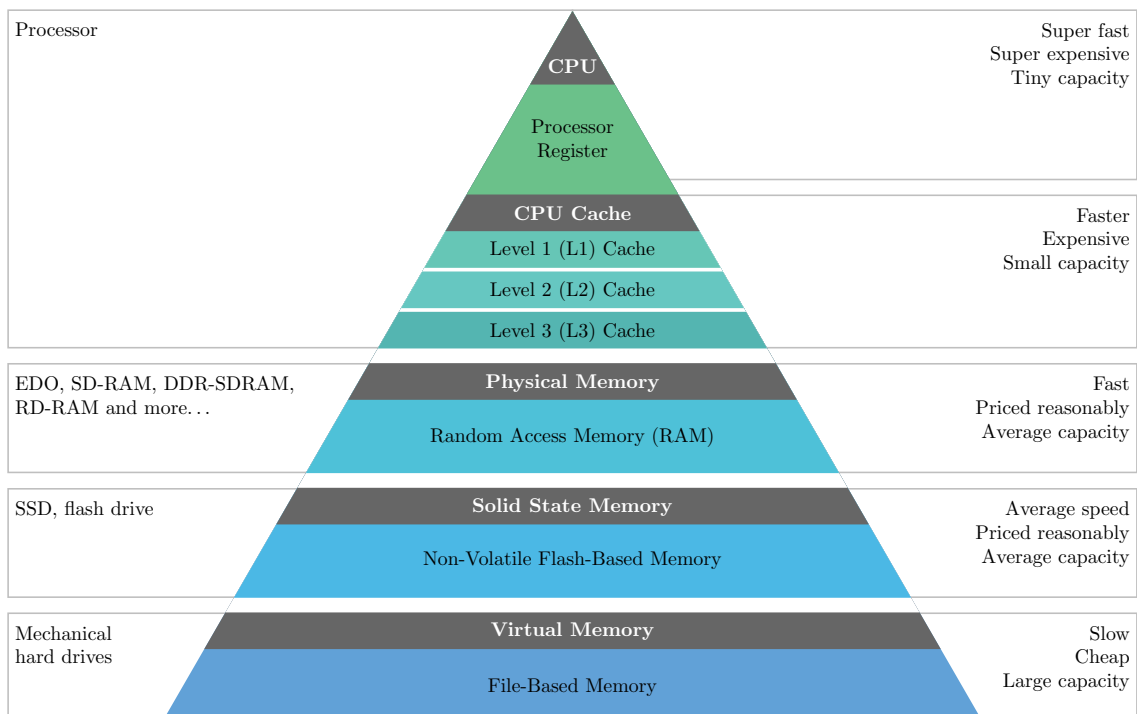 Processor
CPU
Super fast
Super expensive
Tiny capacity
Processor
Register
CPU Cache
Faster
Expensive
Small capacity
Level 1 (L1) Cache
Level 2 (L2) Cache
Level 3 (L3) Cache
EDO, SD-RAM, DDR-SDRAM,
RD-RAM and more...
Physical Memory
Random Access Memory (RAM)
Fast
Priced reasonably
Average capacity
SSD, flash drive
Solid State Memory
Non-Volatile Flash-Based Memory
Average speed
Priced reasonably
Average capacity
Mechanical
hard drives
Virtual Memory
File-Based Memory
Slow
Cheap
Large capacity